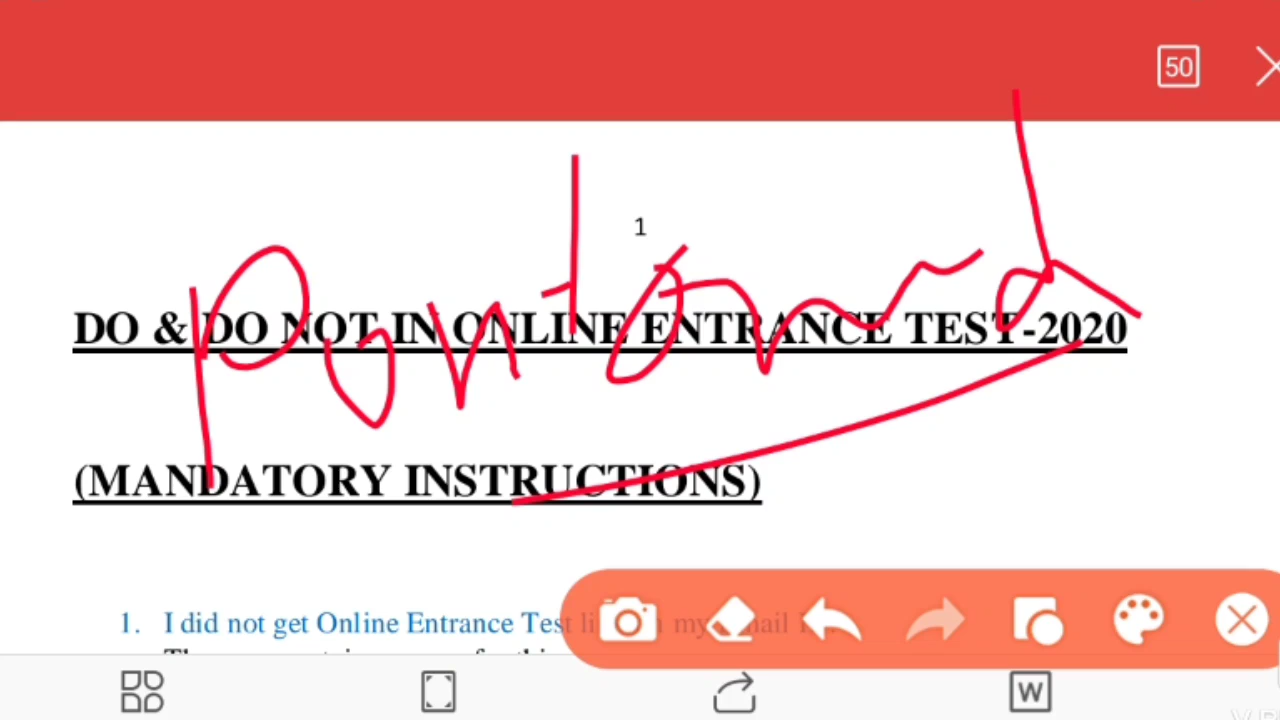 50
1
DO & DO NOT IN ONLINE ENTRANCE TEST-2020
(MANDATORY INSTRUCTIONS)
1. I did not get Online Entrance Test
W